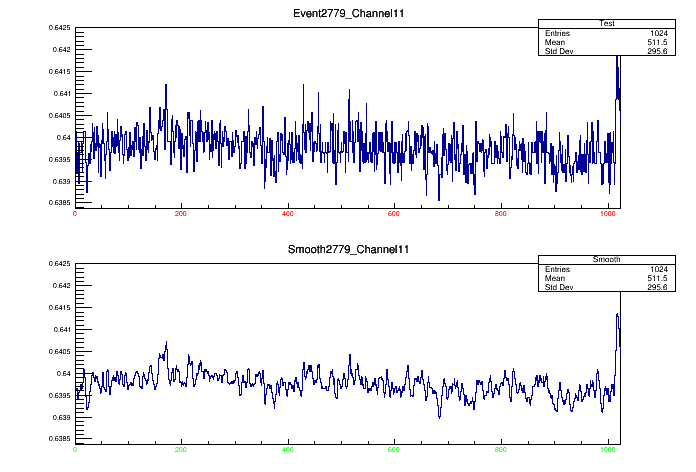 Event2779_Channel11
Test
Entries 1024
Mean 511.5
Std Dev 295.6
0.6425
0.642
0.6415
0.641
0.6405
0.64
0.6395
0.639
0.6385
0 200 400 600 800 1000
Smooth2779_Channel11
Smooth
Entries 1024
Mean 511.5
Std Dev 295.6
0.6425
0.642
0.6415
0.641
0.6405
0.64
0.6395
0.639
0.6385
0 200 400 600 800 1000